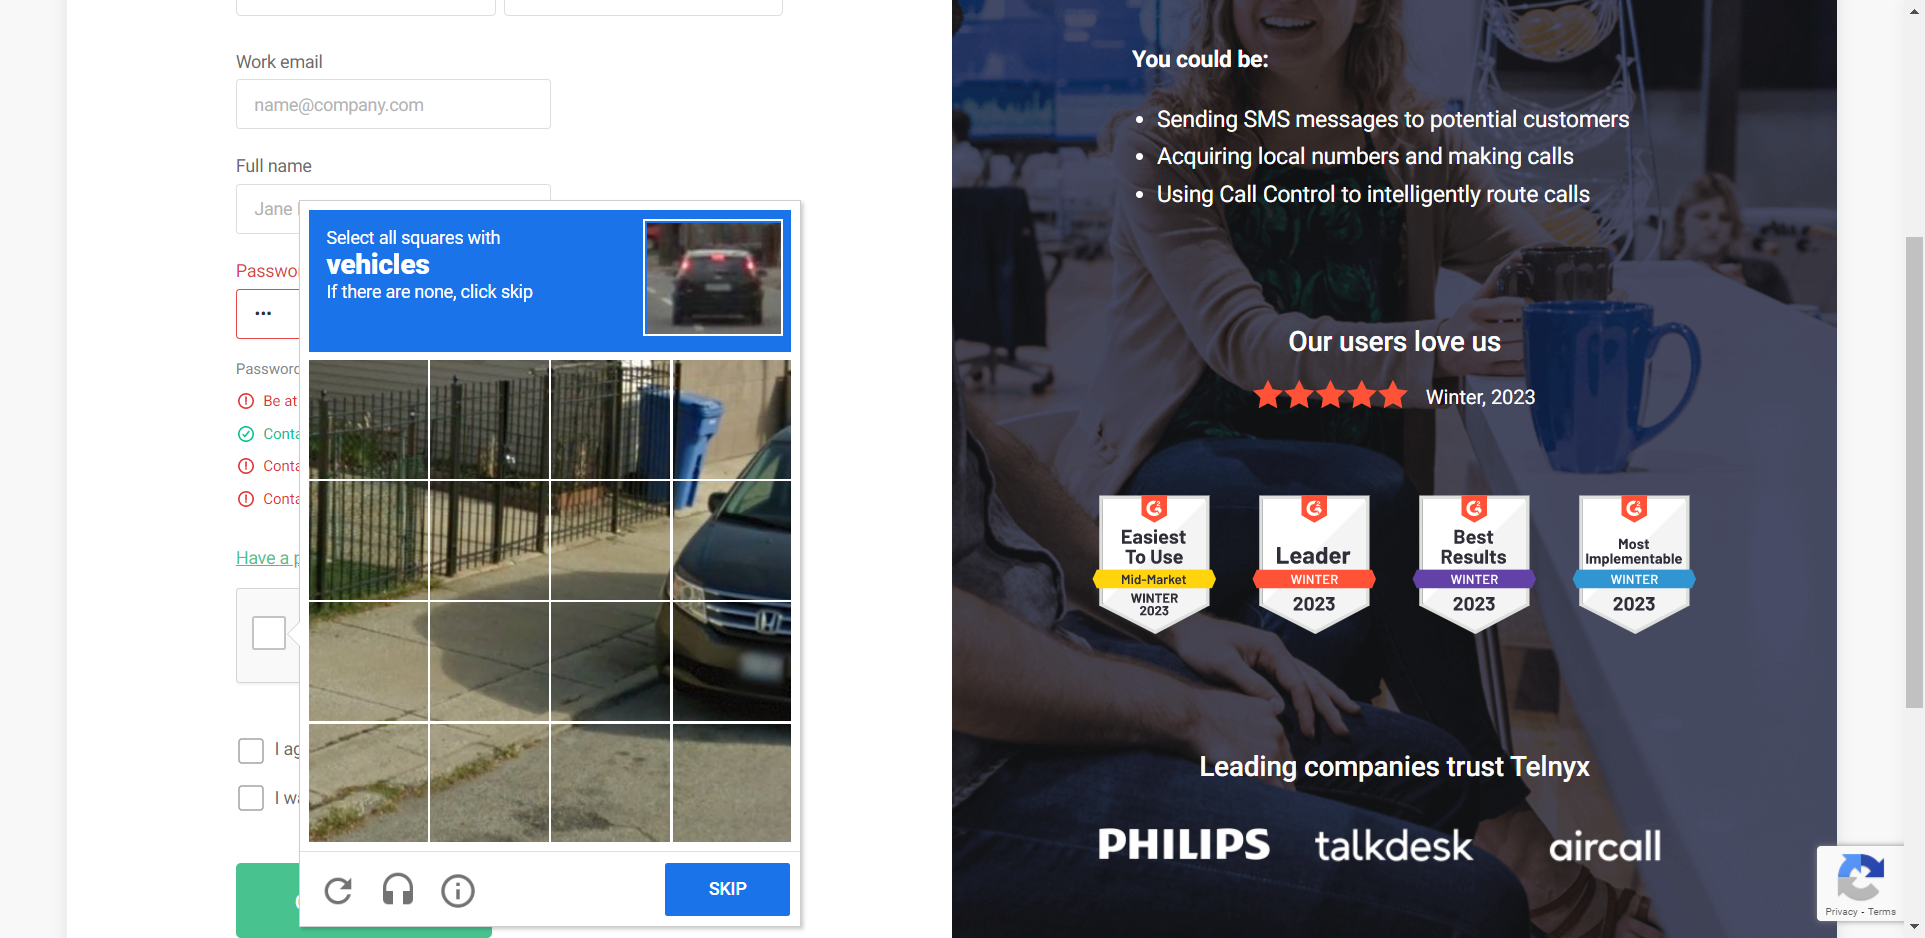 Work email
name@company.com
Full name
Jane
Passwo
•••
Password
Be at
Conta
Conta
Conta
Have a p
I ag
I wa
Select all squares with
vehicles
If there are none, click skip
SKIP
You could be:
• Sending SMS messages to potential customers
• Acquiring local numbers and making calls
• Using Call Control to intelligently route calls
Our users love us
Winter, 2023
Easiest
To Use
Mid-Market
WINTER
2023
Leader
WINTER
2023
Best
Results
WINTER
2023
Most
Implementable
WINTER
2023
Leading companies trust Telnyx
PHILIPS
talkdesk
aircall
Privacy - Terms